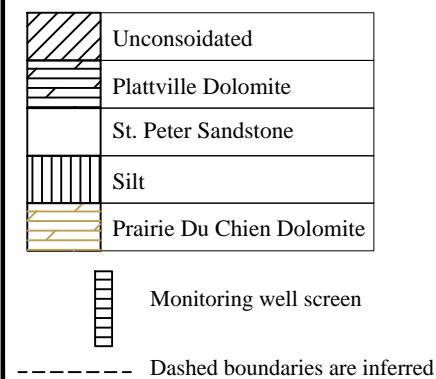 Unconsoidated
Plattville Dolomite
St. Peter Sandstone
Silt
Prairie Du Chien Dolomite
Monitoring well screen
Dashed boundaries are inferred